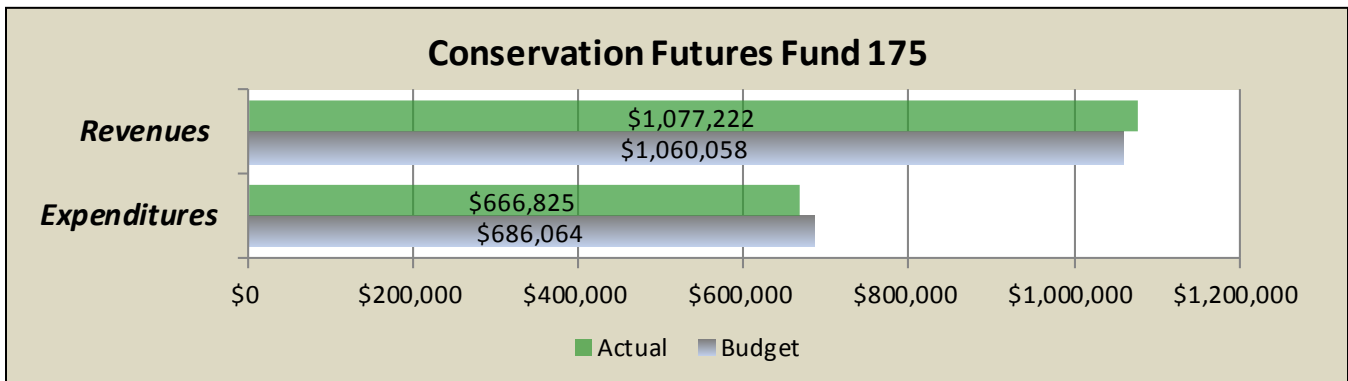 Conservation Futures Fund 175
Revenues
$1,077,222
$1,060,058
Expenditures
$666,825
$686,064
$0 $200,000 $400,000 $600,000 $800,000 $1,000,000 $1,200,000
Actual Budget